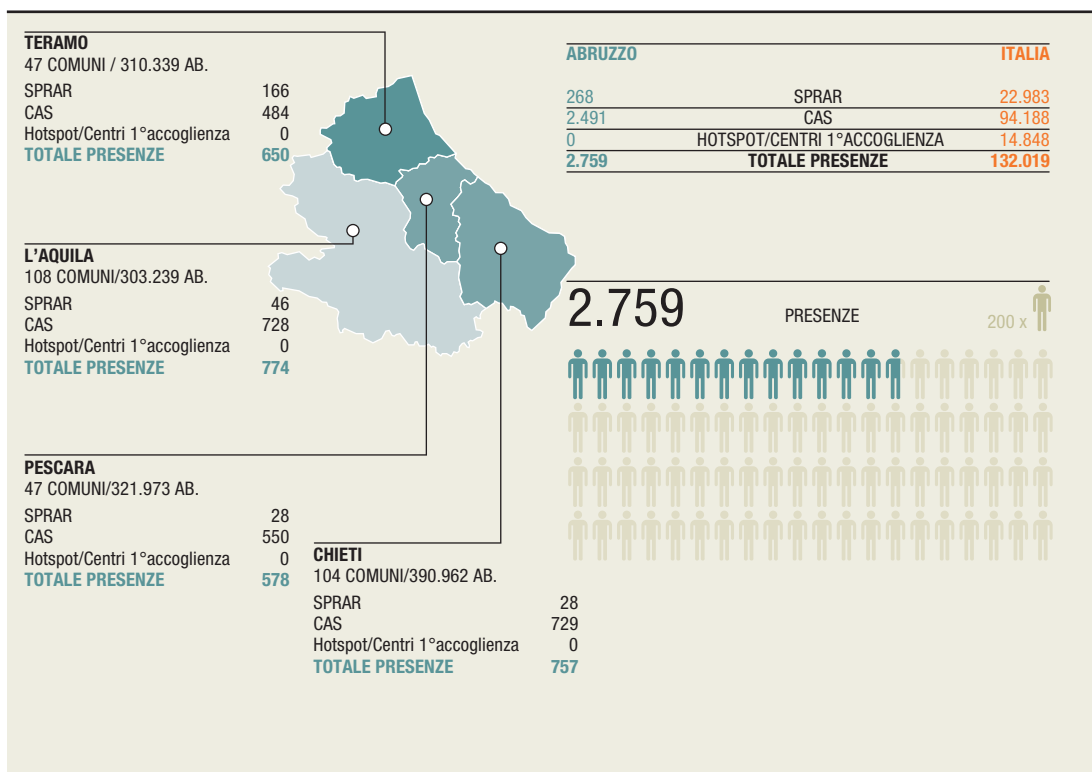 TERAMO
47 COMUNI / 310.339 AB.
SPRAR 166
CAS 484
Hotspot/Centri 1°accoglienza 0
TOTALE PRESENZE 650
L'AQUILA
108 COMUNI/303.239 AB.
SPRAR 46
CAS 728
Hotspot/Centri 1°accoglienza 0
TOTALE PRESENZE 774
PESCARA
47 COMUNI/321.973 AB.
SPRAR 28
CAS 550
Hotspot/Centri 1°accoglienza 0
TOTALE PRESENZE 578
CHIETI
104 COMUNI/390.962 AB.
SPRAR 28
CAS 729
Hotspot/Centri 1°accoglienza 0
TOTALE PRESENZE 757
ABRUZZO ITALIA
268 SPRAR 22.983
2.491 CAS 94.188
0 HOTSPOT/CENTRI 1°ACCOGLIENZA 14.848
2.759 TOTALE PRESENZE 132.019
2.759 PRESENZE 200 x